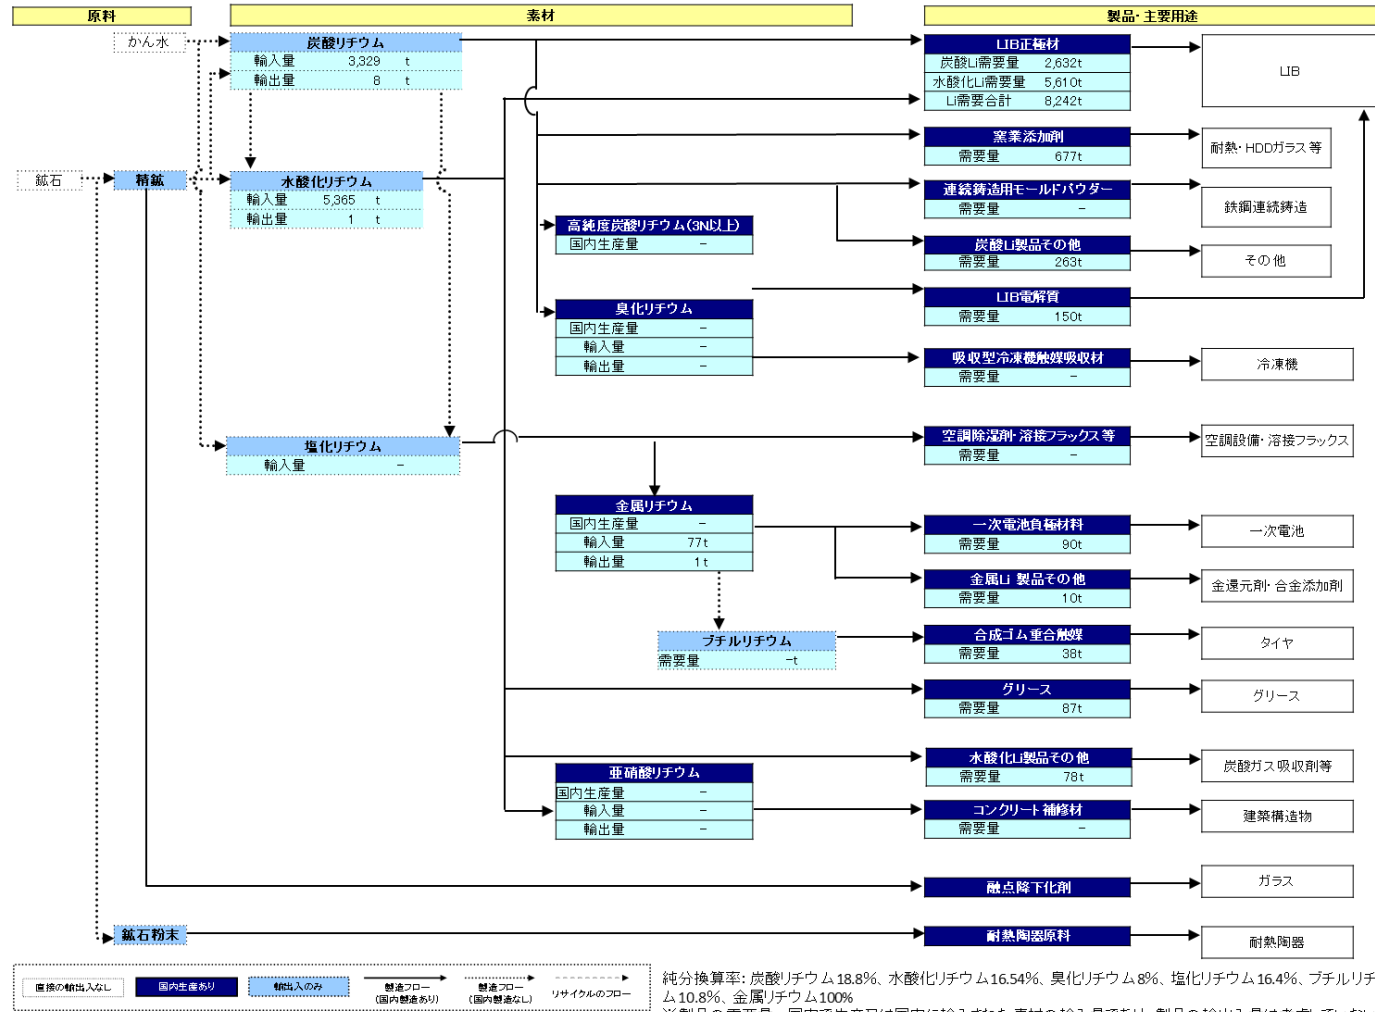 原料
素材
製品・主要用途
かん水
炭酸リチウム
輸入量 3,329 t
輸出量 8 t
LIB正極材
炭酸Li需要量 2,632t
水酸化Li需要量 5,610t
Li需要合計 8,242t
LIB
窯業添加剤
需要量 677t
耐熱・HDDガラス等
鉱石
精鉱
水酸化リチウム
輸入量 5,365 t
輸出量 1 t
連続鋳造用モールドパウダー
需要量 −
鉄鋼連続鋳造
高純度炭酸リチウム(3N以上)
国内生産量 −
炭酸Li製品その他
需要量 263t
その他
臭化リチウム
国内生産量 −
輸入量 −
輸出量 −
LIB電解質
需要量 150t
吸収型冷凍機触媒吸収材
需要量 −
冷凍機
塩化リチウム
輸入量 −
空調除湿剤・溶接フラックス等
需要量 −
空調設備・溶接フラックス
金属リチウム
国内生産量 −
輸入量 77t
輸出量 1t
一次電池負極材料
需要量 90t
一次電池
金属Li 製品その他
需要量 10t
金還元剤・合金添加剤
ブチルリチウム
需要量 −t
合成ゴム重合触媒
需要量 38t
タイヤ
グリース
需要量 87t
グリース
水酸化Li製品その他
需要量 78t
炭酸ガス吸収剤等
亜硝酸リチウム
国内生産量 −
輸入量 −
輸出量 −
コンクリート補修材
需要量 −
建築構造物
融点降下化剤
ガラス
鉱石粉末
耐熱陶器原料
耐熱陶器
直接の輸出入なし
国内生産あり
輸出入のみ
製造フロー
(国内製造あり)
製造フロー
(国内製造なし)
リサイクルのフロー
純分換算率：炭酸リチウム18.8％、水酸化リチウム16.54％、臭化リチウム8％、塩化リチウム16.4％、ブチルリチ
ム10.8％、金属リチウム100％